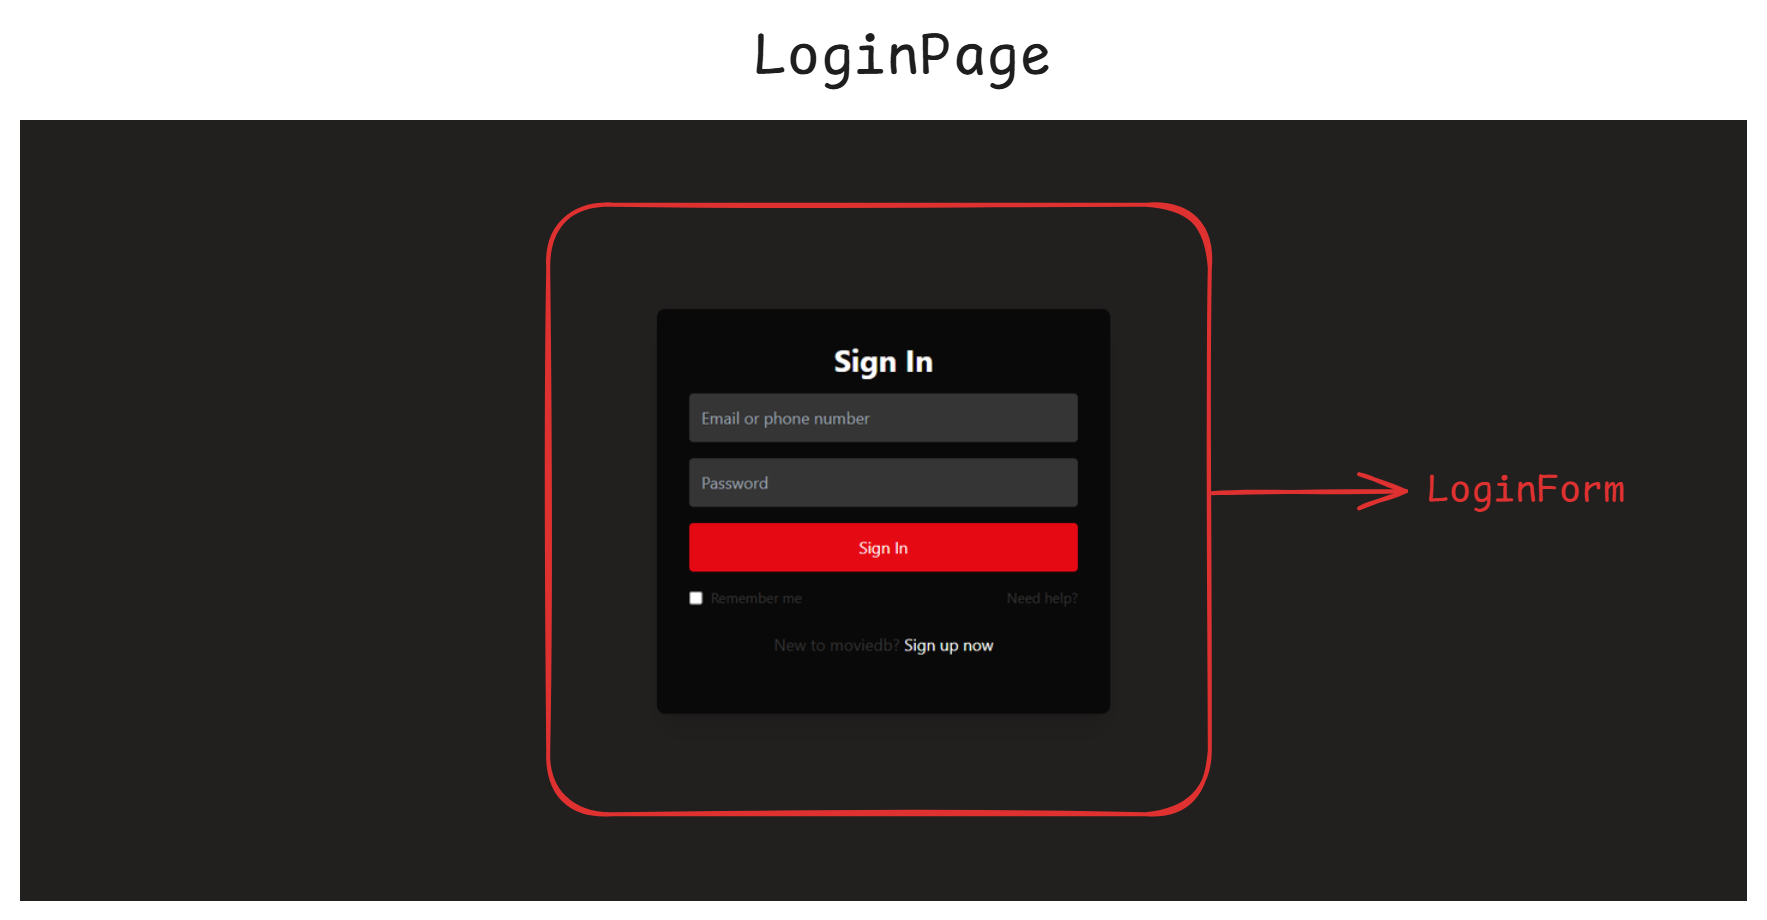 LoginPage
Sign In
Email or phone number
Password
Sign In
Remember me
Need help?
New to moviedb? Sign up now
LoginForm